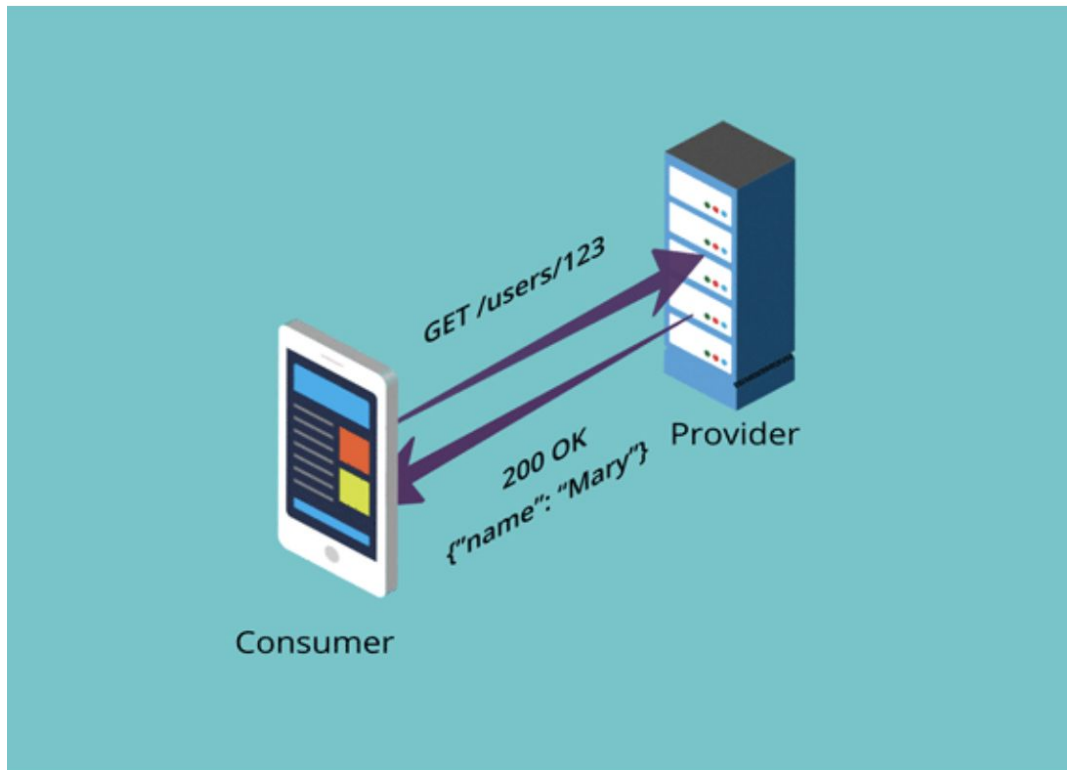 GET /users/123
Provider
200 OK
{"name": “Mary”}
Consumer